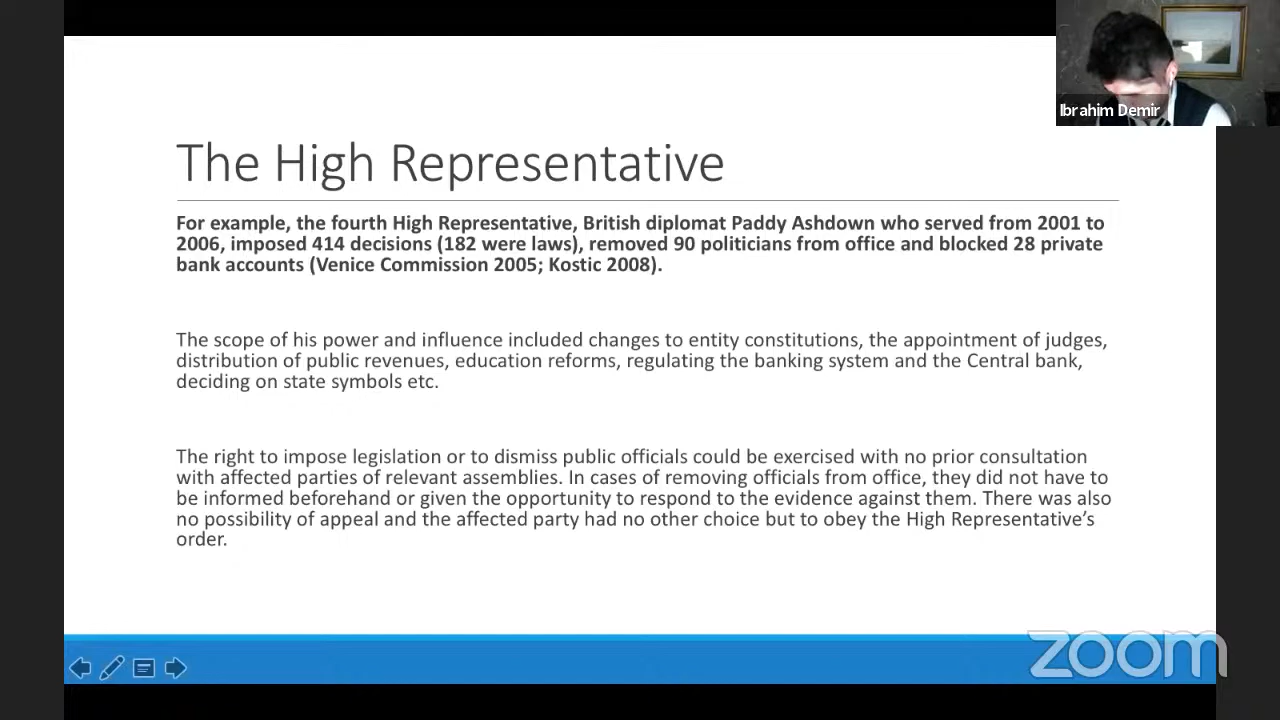 Ibrahim Demir
The High Representative
For example, the fourth High Representative, British diplomat Paddy Ashdown who served from 2001 to
2006, imposed 414 decisions (182 were laws), removed 90 politicians from office and blocked 28 private
bank accounts (Venice Commission 2005; Kostic 2008).
The scope of his power and influence included changes to entity constitutions, the appointment of judges,
distribution of public revenues, education reforms, regulating the banking system and the Central bank,
deciding on state symbols etc.
The right to impose legislation or to dismiss public officials could be exercised with no prior consultation
with affected parties of relevant assemblies. In cases of removing officials from office, they did not have to
be informed beforehand or given the opportunity to respond to the evidence against them. There was also
no possibility of appeal and the affected party had no other choice but to obey the High Representative’s
order.
zoom